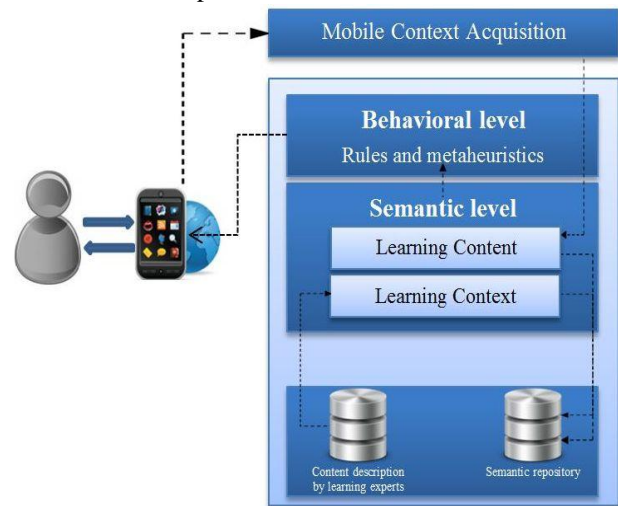 Mobile Context Acquisition
Behavioral level
Rules and metaheuristics
Semantic level
Learning Content
Learning Context
Content description
by learning experts
Semantic repository